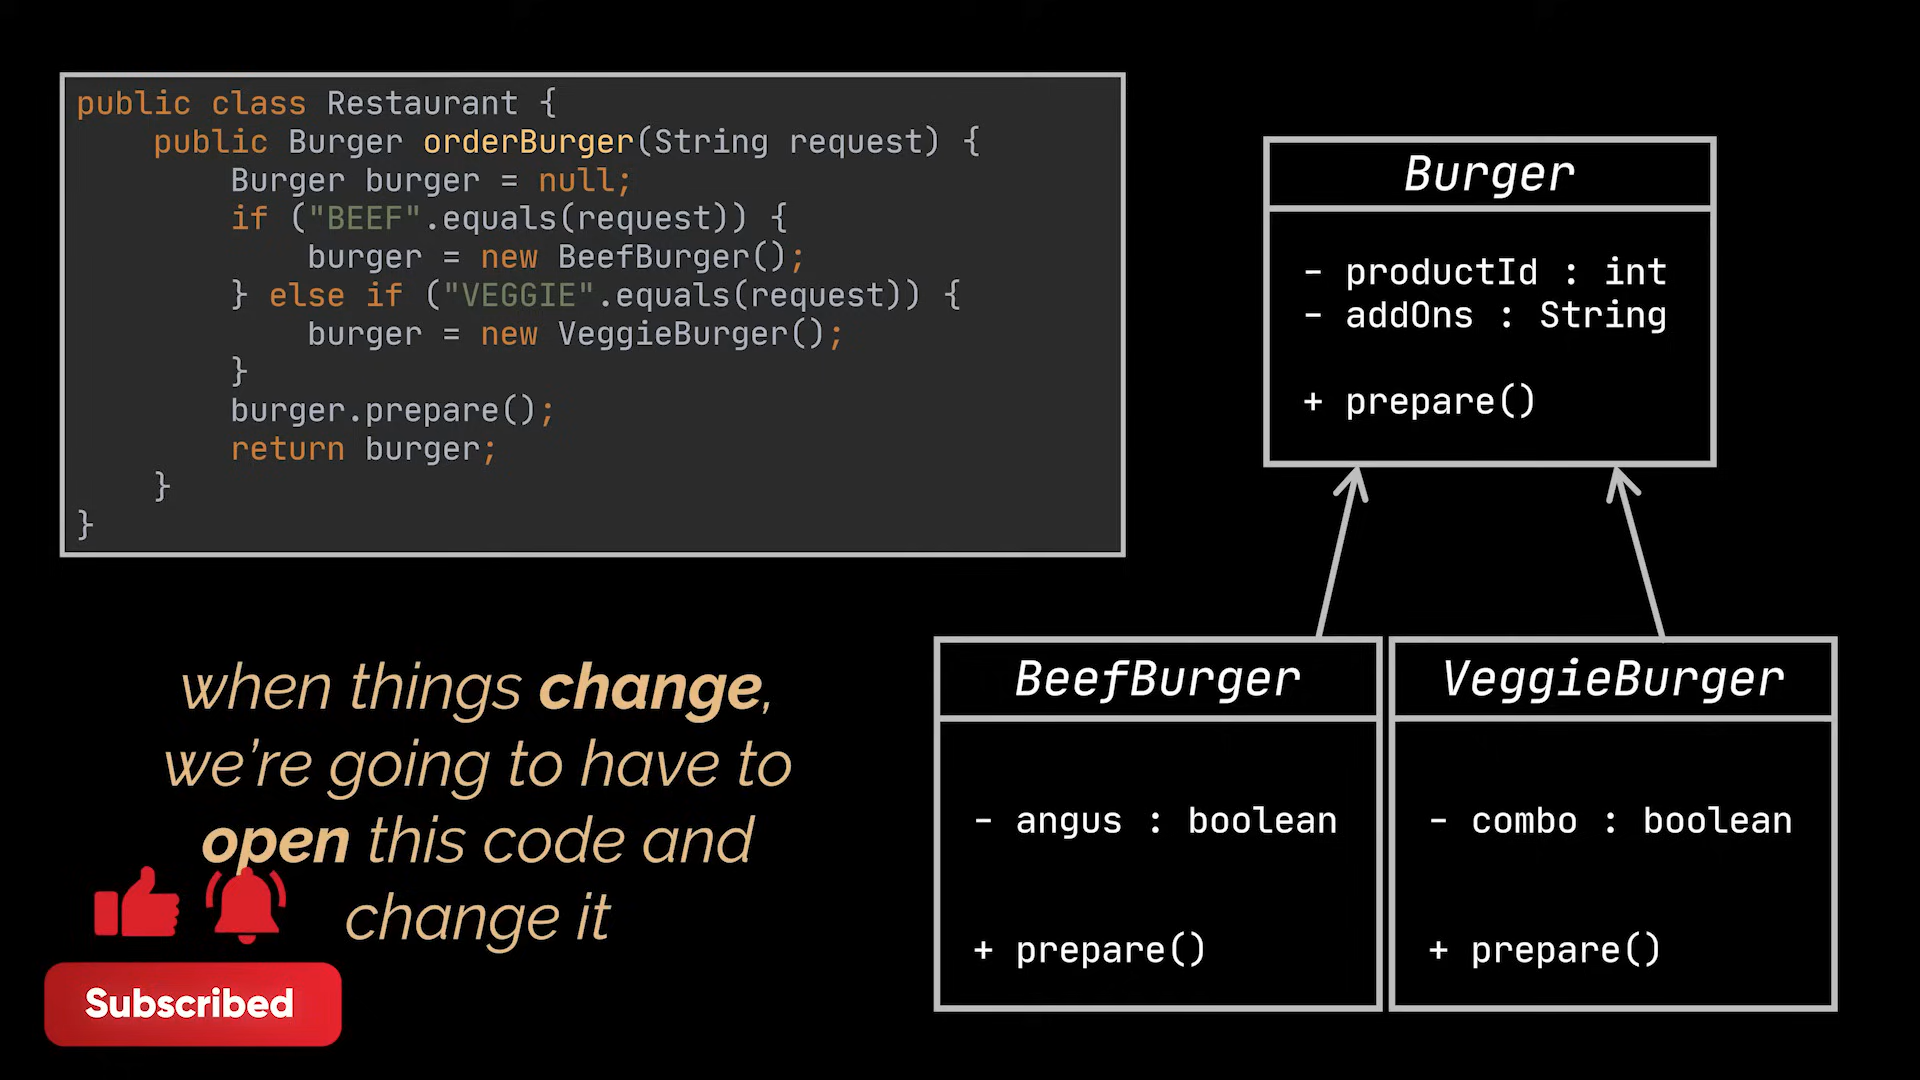 public class Restaurant {
    public Burger orderBurger(String request) {
        Burger burger = null;
        if ("BEEF".equals(request)) {
            burger = new BeefBurger();
        } else if ("VEGGIE".equals(request)) {
            burger = new VeggieBurger();
        }
        burger.prepare();
        return burger;
    }
}
Burger
- productId : int
- addOns : String
+ prepare()
when things change,
we're going to have to
open this code and
change it
BeefBurger
- angus : boolean
+ prepare()
VeggieBurger
- combo : boolean
+ prepare()
Subscribed